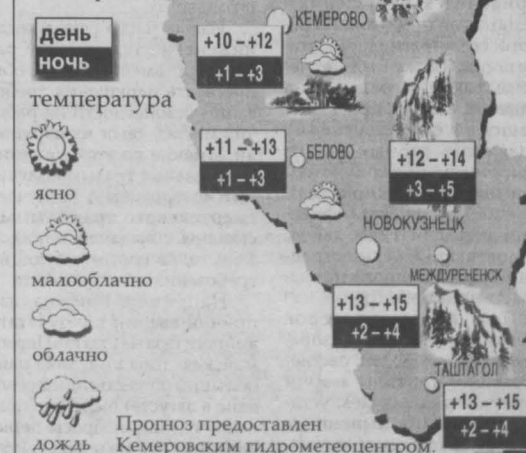 КЕМЕРОВО
день
ночь
+10 – +12
+1 – +3
температура
+11 – +13
+1 – +3
БЕЛОВО
+12 – +14
+3 – +5
ясно
НОВОКУЗНЕЦК
МЕЖДУРЕЧЕНСК
малооблачно
+13 – +15
+2 – +4
облачно
ТАШТАГОЛ
+13 – +15
+2 – +4
дождь
Прогноз предоставлен
Кемеровским гидрометеоцентром.